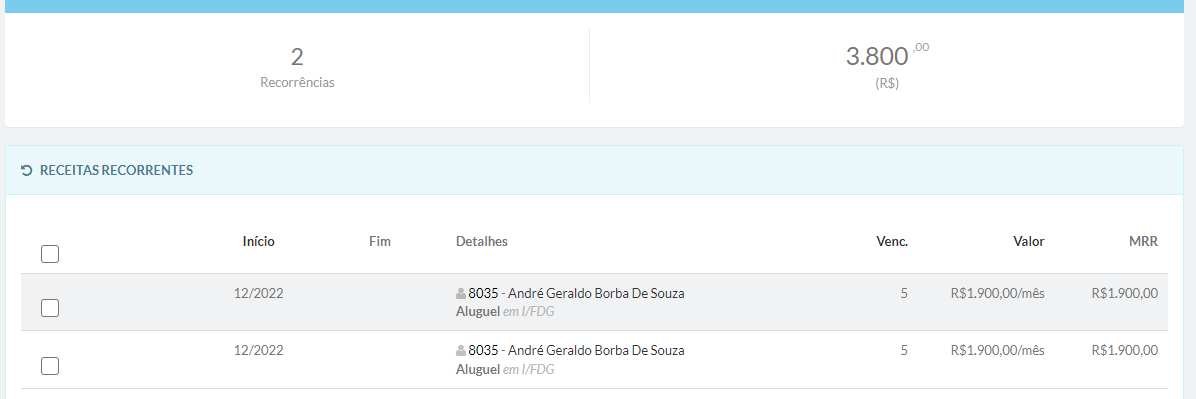 2
Recorrências
3.800 ,00
(R$)
RECEITAS RECORRENTES
Início Fim Detalhes Venc. Valor MRR
12/2022 8035 - André Geraldo Borba De Souza 5 R$1.900,00/mês R$1.900,00
Aluguel em I/FDG
12/2022 8035 - André Geraldo Borba De Souza 5 R$1.900,00/mês R$1.900,00
Aluguel em I/FDG